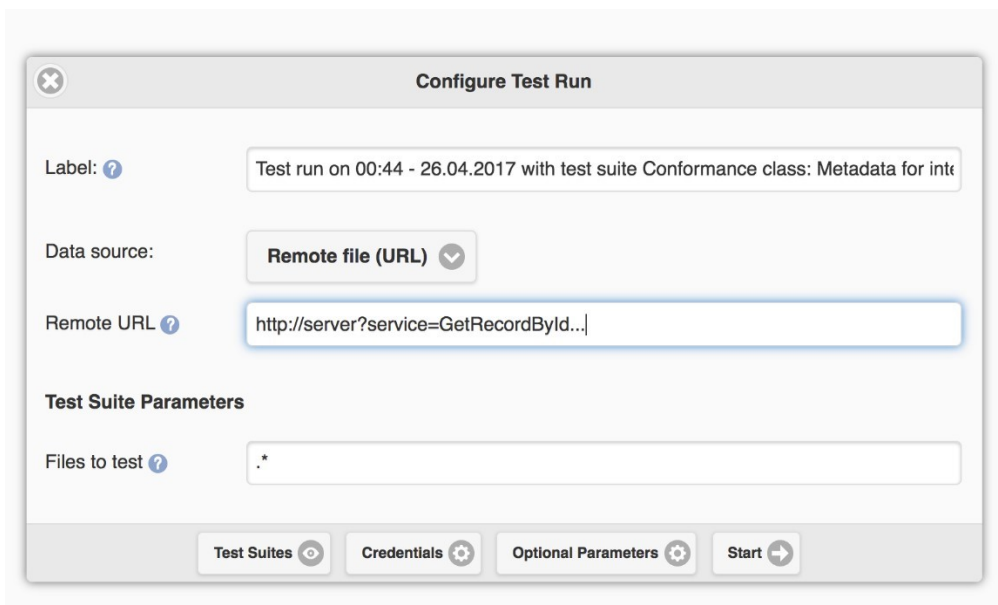 Configure Test Run
Label:
Test run on 00:44 - 26.04.2017 with test suite Conformance class: Metadata for inte
Data source:
Remote file (URL)
Remote URL
http://server?service=GetRecordById...
Test Suite Parameters
Files to test
.*
Test Suites
Credentials
Optional Parameters
Start